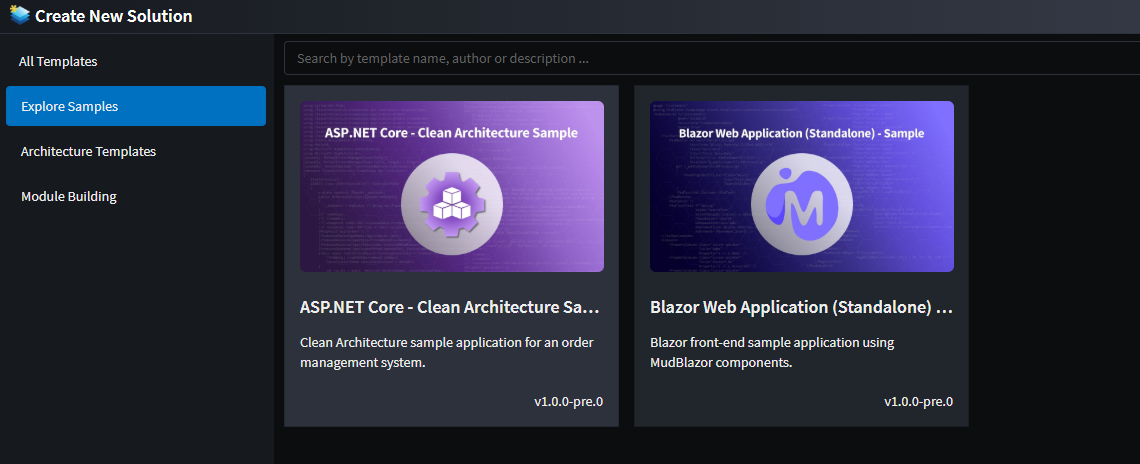 Create New Solution
All Templates
Explore Samples
Architecture Templates
Module Building
Search by template name, author or description ...
ASP.NET Core - Clean Architecture Sample
ASP.NET Core - Clean Architecture Sa...
Clean Architecture sample application for an order
management system.
v1.0.0-pre.0
Blazor Web Application (Standalone) - Sample
M
Blazor Web Application (Standalone) ...
Blazor front-end sample application using
MudBlazor components.
v1.0.0-pre.0